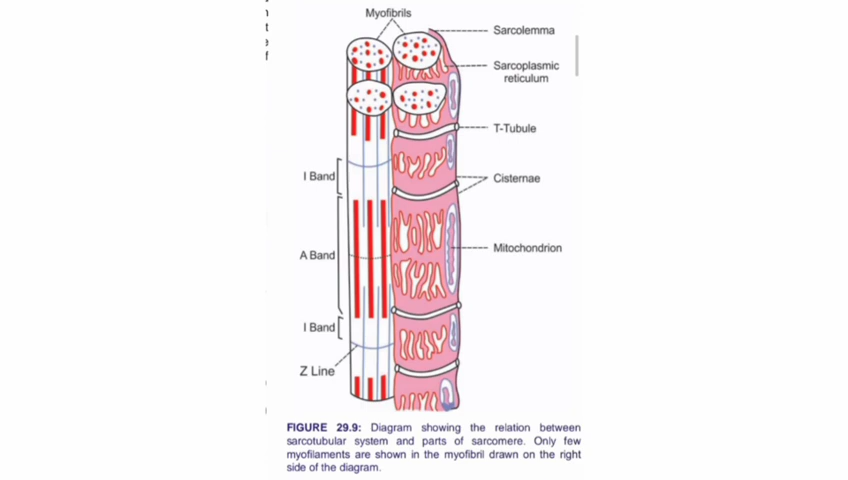 Myofibrils
Sarcolemma
Sarcoplasmic
reticulum
T-Tubule
I Band
Cisternae
A Band
Mitochondrion
I Band
Z Line
FIGURE 29.9: Diagram showing the relation between
sarcotubular system and parts of sarcomere. Only few
myofilaments are shown in the myofibril drawn on the right
side of the diagram.